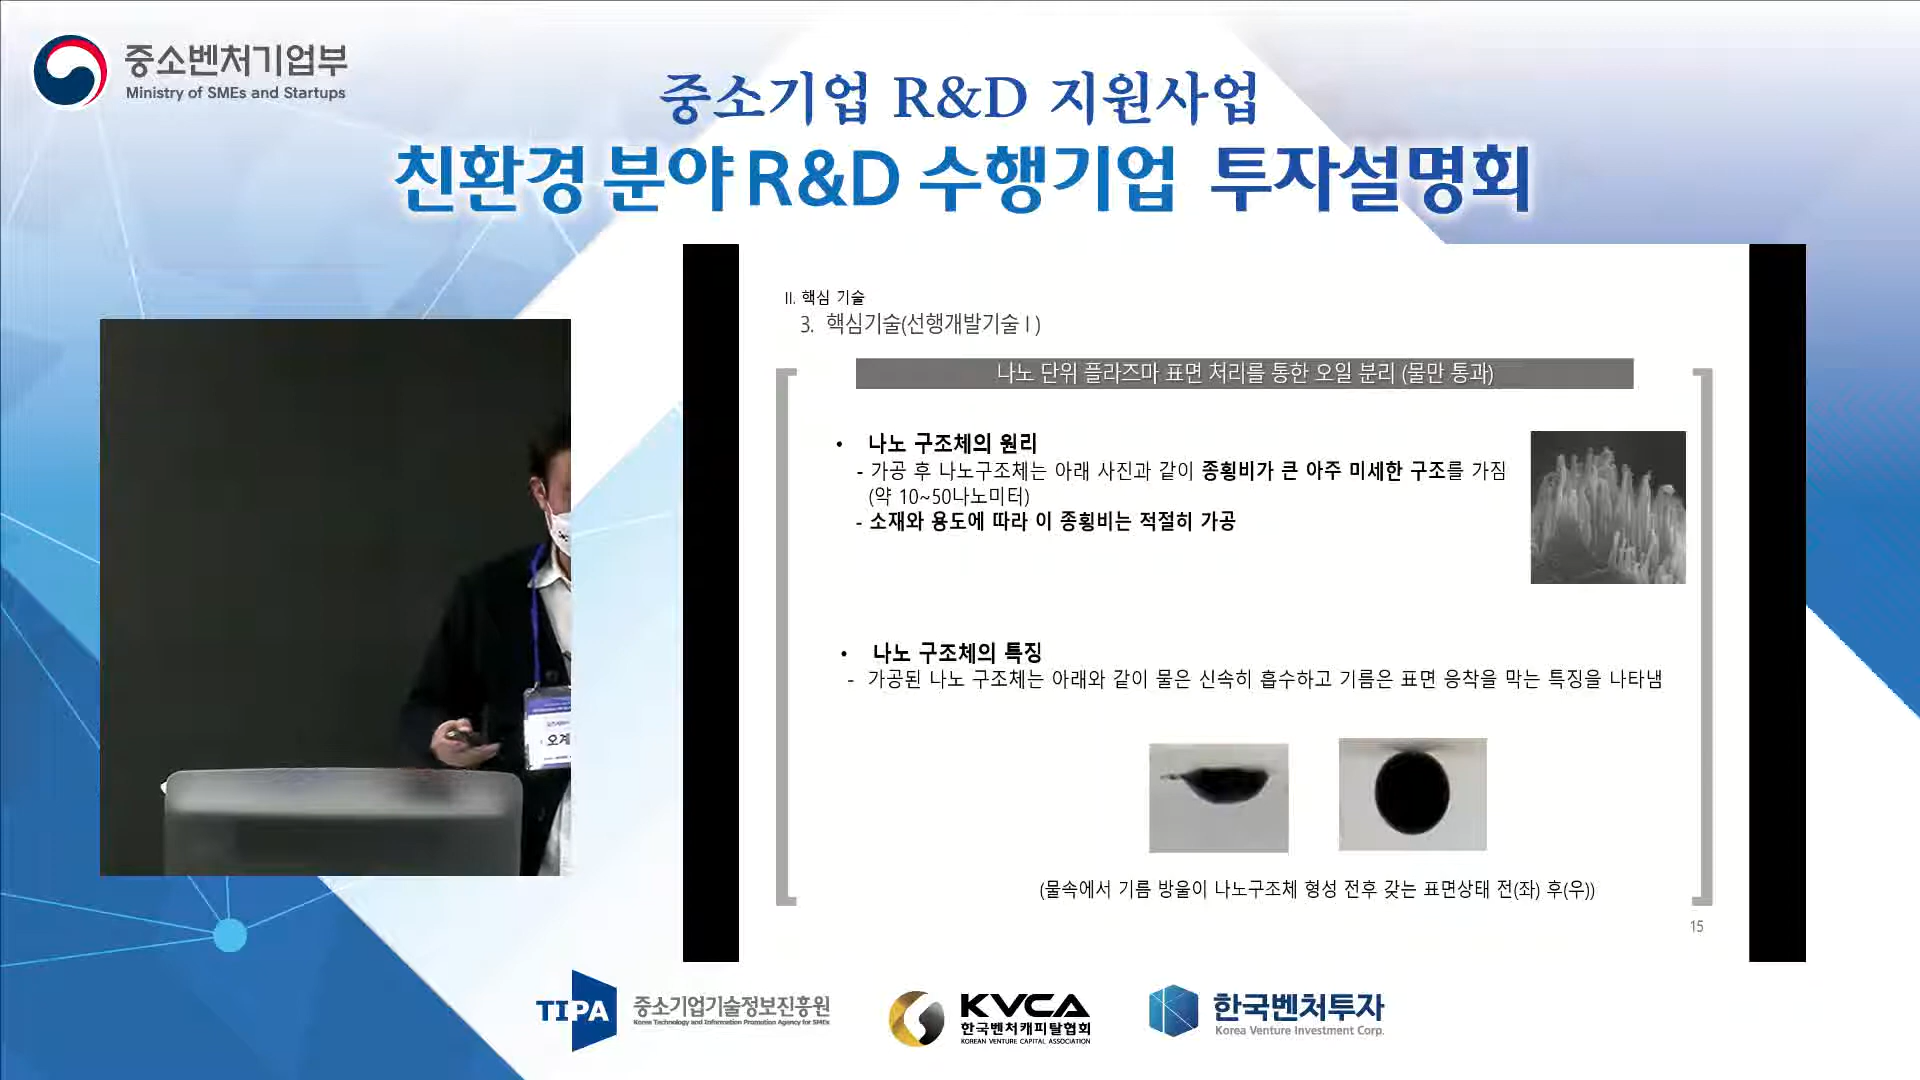 중소벤처기업부
Ministry of SMEs and Startups
중소기업 R&D 지원사업
친환경 분야 R&D 수행기업 투자설명회
II. 핵심 기술
3. 핵심기술(선행개발기술 I )
나노 단위 플라즈마 표면 처리를 통한 오일 분리 (물만 통과)
• 나노 구조체의 원리
- 가공 후 나노구조체는 아래 사진과 같이 종횡비가 큰 아주 미세한 구조를 가짐
(약 10~50나노미터)
- 소재와 용도에 따라 이 종횡비는 적절히 가공
• 나노 구조체의 특징
- 가공된 나노 구조체는 아래와 같이 물은 신속히 흡수하고 기름은 표면 응착을 막는 특징을 나타냄
(물속에서 기름 방울이 나노구조체 형성 전후 갖는 표면상태 전(좌) 후(우))
15
오계
TIPA 중소기업기술정보진흥원
Korea Technology and Information Promotion Agency for SMEs
KVCA
한국벤처캐피탈협회
KOREAN VENTURE CAPITAL ASSOCIATION
한국벤처투자
Korea Venture Investment Corp.